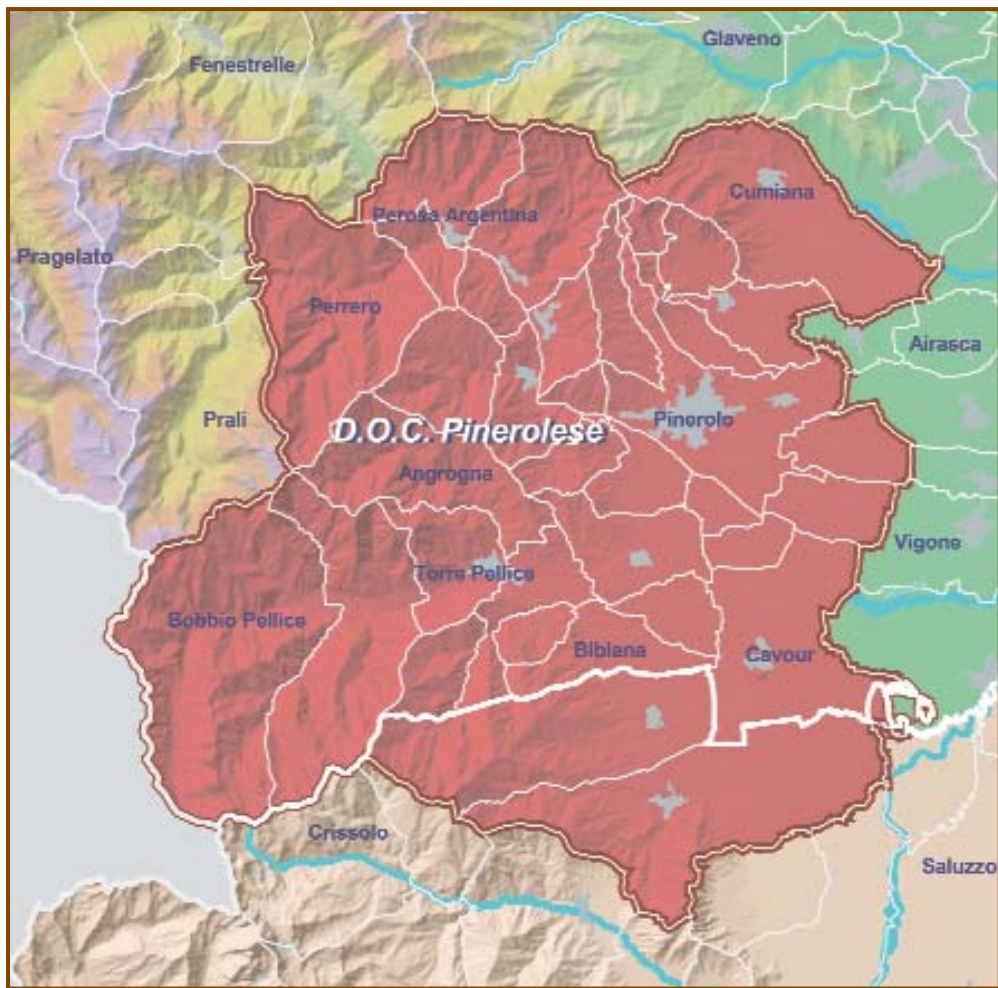 Giaveno
Fenestrelle
Cumiana
Perosa Argentina
Pragelato
Perrero
Airasca
Prali
Pinerolo
D.O.C. Pinerolese
Angrogna
Vigone
Torre Pellice
Bobbio Pellice
Bibiana
Cavour
Crissolo
Saluzzo